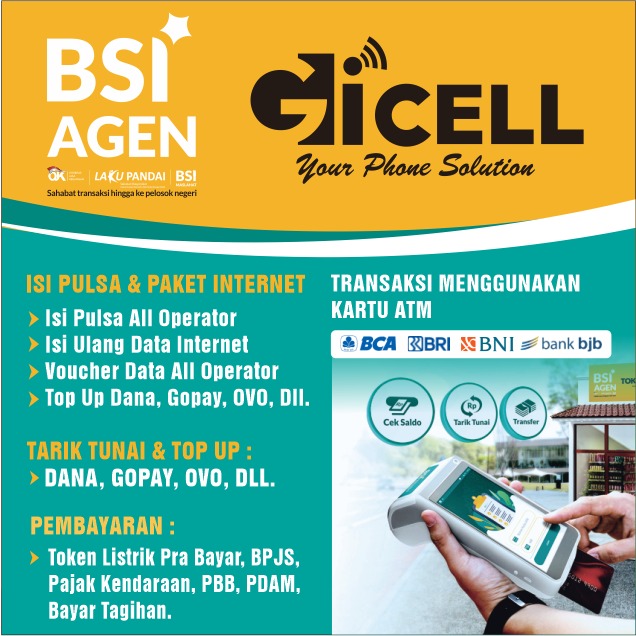 BSI
AGEN
LAKU PANDAI
BSI
Sahabat transaksi hingga ke pelosok negeri
GiCELL
Your Phone Solution
ISI PULSA & PAKET INTERNET
Isi Pulsa All Operator
Isi Ulang Data Internet
Voucher Data All Operator
Top Up Dana, Gopay, OVO, Dll.
TARIK TUNAI & TOP UP :
DANA, GOPAY, OVO, DLL.
PEMBAYARAN :
Token Listrik Pra Bayar, BPJS,
Pajak Kendaraan, PBB, PDAM,
Bayar Tagihan.
TRANSAKSI MENGGUNAKAN
KARTU ATM
BCA BRI BNI bank bjb
Cek Saldo
Rp
Tarik Tunai
Transfer
BSI
AGEN
TOK